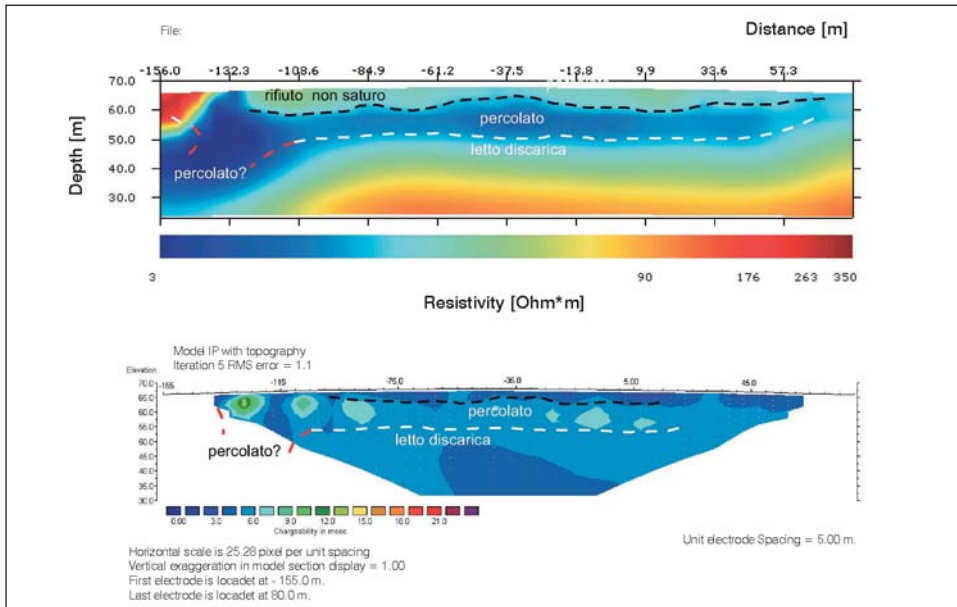 File:
Distance [m]
-156.0 -132.3 -108.6 -84.9 -61.2 -37.5 -13.8 9.9 33.6 57.3
Depth [m]
70.0
60.0
50.0
40.0
30.0
rifiuto non saturo
percolato
letto discarica
percolato?
3 90 176 263 350
Resistivity [Ohm*m]
Model IP with topography
Iteration 5 RMS error = 1.1
Elevation
-155 -115 -75.0 -35.0 5.00 45.0
70.0
65.0
60.0
55.0
50.0
45.0
40.0
35.0
30.0
percolato
letto discarica
percolato?
0.00 3.0 6.0 9.0 12.0 15.0 18.0 21.0
Chargeability in msec
Unit electrode Spacing = 5.00 m.
Horizontal scale is 25.28 pixel per unit spacing
Vertical exaggeration in model section display = 1.00
First electrode is locadet at - 155.0 m.
Last electrode is locadet at 80.0 m.